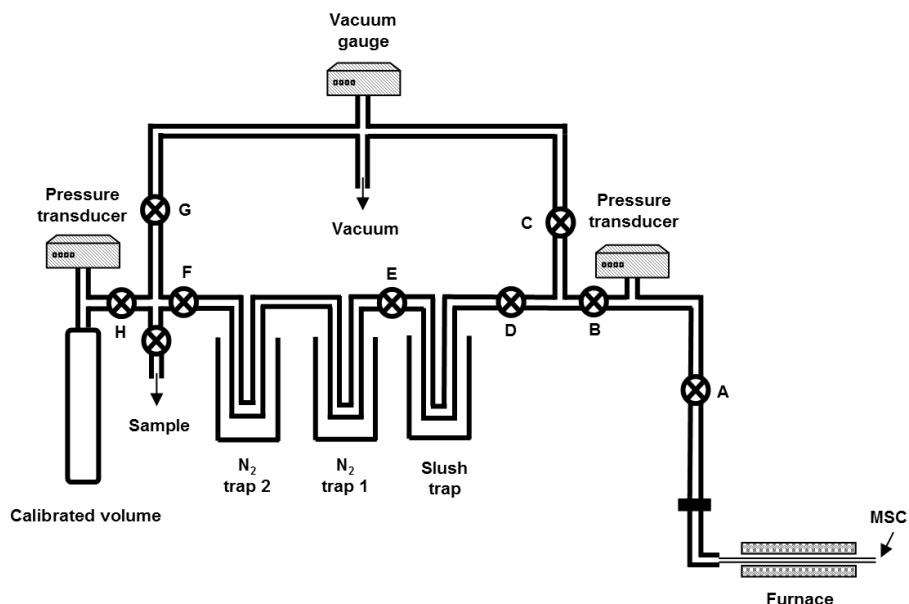 Vacuum
gauge
Pressure
transducer
G
Vacuum
C
Pressure
transducer
F
E
H
D
B
A
Sample
N₂
trap 2
N₂
trap 1
Slush
trap
Calibrated volume
MSC
Furnace